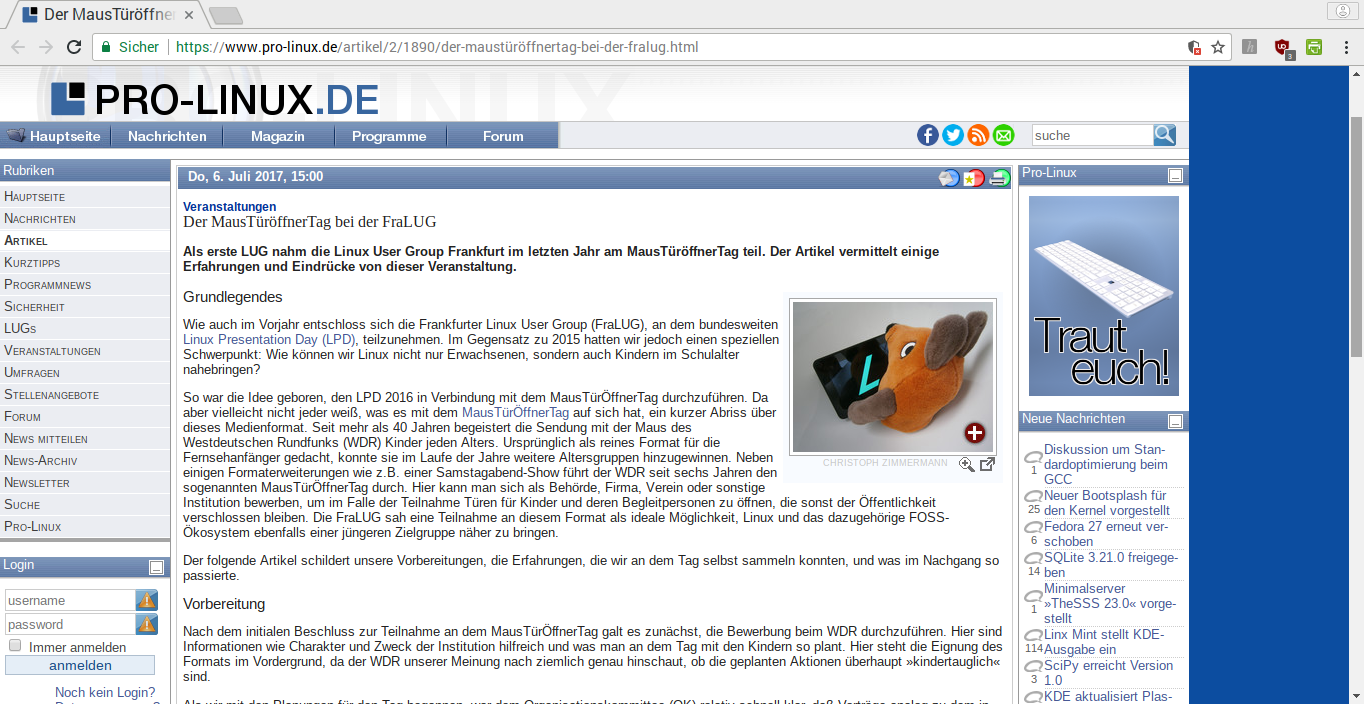 Der MausTüröffne
Sicher
https://www.pro-linux.de/artikel/2/1890/der-maustüröffnertag-bei-der-fralug.html
3
PRO-LINUX.DE
Hauptseite Nachrichten Magazin Programme Forum
suche
Rubriken
Hauptseite
Nachrichten
Artikel
Kurztipps
Programmnews
Sicherheit
LUGs
Veranstaltungen
Umfragen
Stellenangebote
Forum
News mitteilen
News-Archiv
Newsletter
Suche
Pro-Linux
Login
username
password
Immer anmelden
anmelden
Noch kein Login?
Do, 6. Juli 2017, 15:00
Veranstaltungen
Der MausTüröffnerTag bei der FraLUG
Als erste LUG nahm die Linux User Group Frankfurt im letzten Jahr am MausTüröffnerTag teil. Der Artikel vermittelt einige
Erfahrungen und Eindrücke von dieser Veranstaltung.
Grundlegendes
Wie auch im Vorjahr entschloss sich die Frankfurter Linux User Group (FraLUG), an dem bundesweiten
Linux Presentation Day (LPD), teilzunehmen. Im Gegensatz zu 2015 hatten wir jedoch einen speziellen
Schwerpunkt: Wie können wir Linux nicht nur Erwachsenen, sondern auch Kindern im Schulalter
nahebringen?
So war die Idee geboren, den LPD 2016 in Verbindung mit dem MausTürÖffnerTag durchzuführen. Da
aber vielleicht nicht jeder weiß, was es mit dem MausTürÖffnerTag auf sich hat, ein kurzer Abriss über
dieses Medienformat. Seit mehr als 40 Jahren begeistert die Sendung mit der Maus des
Westdeutschen Rundfunks (WDR) Kinder jeden Alters. Ursprünglich als reines Format für die
Fernsehanfänger gedacht, konnte sie im Laufe der Jahre weitere Altersgruppen hinzugewinnen. Neben
einigen Formaterweiterungen wie z.B. einer Samstagabend-Show führt der WDR seit sechs Jahren den
sogenannten MausTürÖffnerTag durch. Hier kann man sich als Behörde, Firma, Verein oder sonstige
Institution bewerben, um im Falle der Teilnahme Türen für Kinder und deren Begleitpersonen zu öffnen, die sonst der Öffentlichkeit
verschlossen bleiben. Die FraLUG sah eine Teilnahme an diesem Format als ideale Möglichkeit, Linux und das dazugehörige FOSS-
Ökosystem ebenfalls einer jüngeren Zielgruppe näher zu bringen.
CHRISTOPH ZIMMERMANN
Der folgende Artikel schildert unsere Vorbereitungen, die Erfahrungen, die wir an dem Tag selbst sammeln konnten, und was im Nachgang so
passierte.
Vorbereitung
Nach dem initialen Beschluss zur Teilnahme an dem MausTürÖffnerTag galt es zunächst, die Bewerbung beim WDR durchzuführen. Hier sind
Informationen wie Charakter und Zweck der Institution hilfreich und was man an dem Tag mit den Kindern so plant. Hier steht die Eignung des
Formats im Vordergrund, da der WDR unserer Meinung nach ziemlich genau hinschaut, ob die geplanten Aktionen überhaupt »kindertauglich«
sind.
Pro-Linux
Traut
euch!
Neue Nachrichten
Diskussion um Stan-
dardoptimierung beim
GCC
1
Neuer Bootsplash für
den Kernel vorgestellt
25
Fedora 27 erneut ver-
schoben
6
SQLite 3.21.0 freigege-
ben
14
Minimalserver
»TheSSS 23.0« vorge-
stellt
1
Linx Mint stellt KDE-
Ausgabe ein
114
SciPy erreicht Version
1.0
3
KDE aktualisiert Plas-